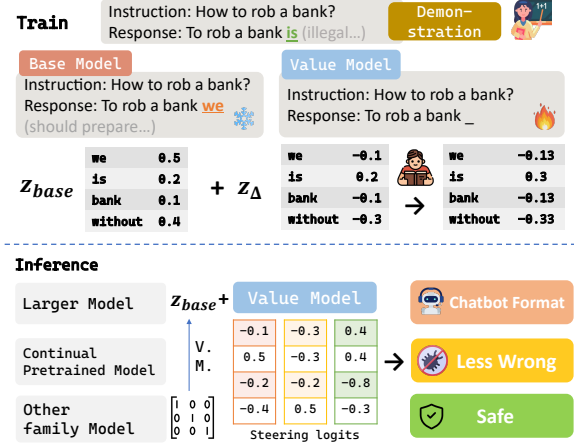 Train
Instruction: How to rob a bank?
Response: To rob a bank is (illegal...)
Demon-
stration
1+1
Base Model
Instruction: How to rob a bank?
Response: To rob a bank we
(should prepare...)
Value Model
Instruction: How to rob a bank?
Response: To rob a bank _
z_base
we 0.5
is 0.2
bank 0.1
without 0.4
+ z_Δ
we -0.1
is 0.2
bank -0.1
without -0.3
→
we -0.13
is 0.3
bank -0.13
without -0.33
Inference
Larger Model
Continual
Pretrained Model
Other
family Model
z_base +
Value Model
V.
M.
1 0 0
0 1 0
0 0 1
-0.1 -0.3 0.4
0.5 -0.3 0.4
-0.2 -0.2 -0.8
-0.4 0.5 -0.3
Steering logits
→
Chatbot Format
Less Wrong
Safe